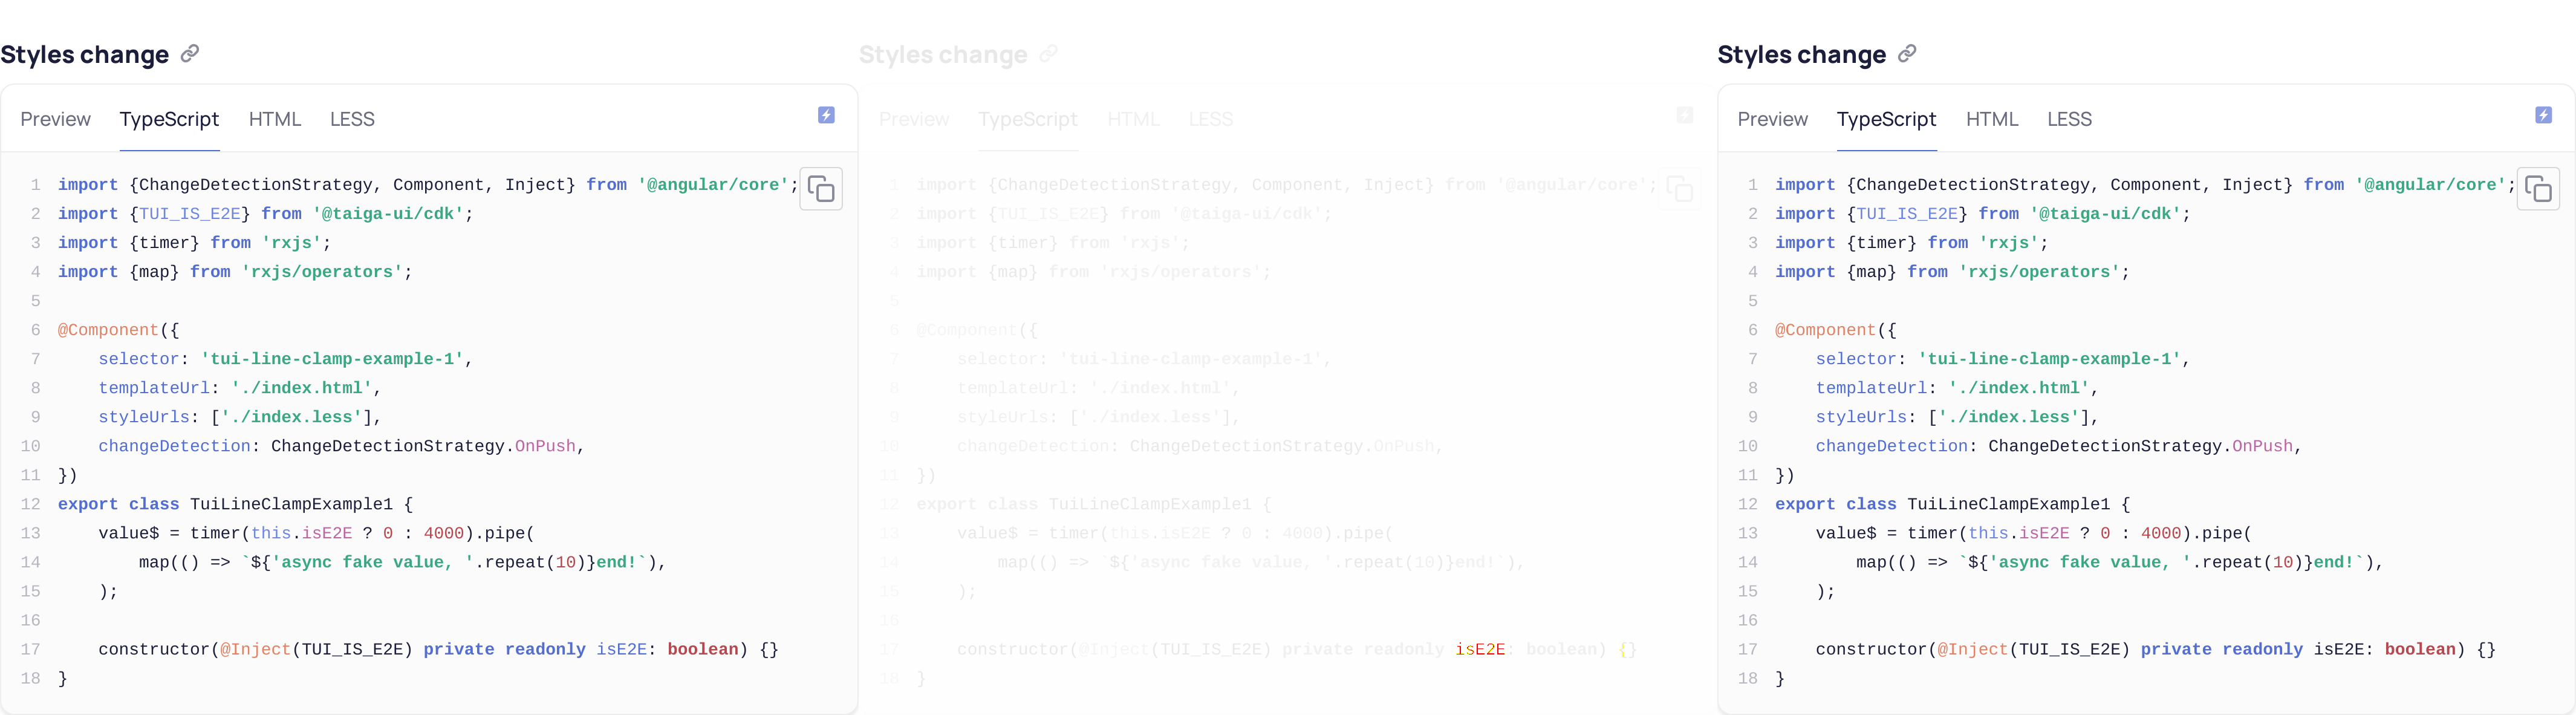 Styles change
Preview TypeScript HTML LESS
1 import {ChangeDetectionStrategy, Component, Inject} from '@angular/core';
2 import {TUI_IS_E2E} from '@taiga-ui/cdk';
3 import {timer} from 'rxjs';
4 import {map} from 'rxjs/operators';
5
6 @Component({
7     selector: 'tui-line-clamp-example-1',
8     templateUrl: './index.html',
9     styleUrls: ['./index.less'],
10     changeDetection: ChangeDetectionStrategy.OnPush,
11 })
12 export class TuiLineClampExample1 {
13     value$ = timer(this.isE2E ? 0 : 4000).pipe(
14         map(() => `${'async fake value, '.repeat(10)}end!`),
15     );
16
17     constructor(@Inject(TUI_IS_E2E) private readonly isE2E: boolean) {}
18 }
Styles change
Preview TypeScript HTML LESS
1 import {ChangeDetectionStrategy, Component, Inject} from '@angular/core';
2 import {TUI_IS_E2E} from '@taiga-ui/cdk';
3 import {timer} from 'rxjs';
4 import {map} from 'rxjs/operators';
5
6 @Component({
7     selector: 'tui-line-clamp-example-1',
8     templateUrl: './index.html',
9     styleUrls: ['./index.less'],
10     changeDetection: ChangeDetectionStrategy.OnPush,
11 })
12 export class TuiLineClampExample1 {
13     value$ = timer(this.isE2E ? 0 : 4000).pipe(
14         map(() => `${'async fake value, '.repeat(10)}end!`),
15     );
16
17     constructor(@Inject(TUI_IS_E2E) private readonly isE2E: boolean) {}
18 }
Styles change
Preview TypeScript HTML LESS
1 import {ChangeDetectionStrategy, Component, Inject} from '@angular/core';
2 import {TUI_IS_E2E} from '@taiga-ui/cdk';
3 import {timer} from 'rxjs';
4 import {map} from 'rxjs/operators';
5
6 @Component({
7     selector: 'tui-line-clamp-example-1',
8     templateUrl: './index.html',
9     styleUrls: ['./index.less'],
10     changeDetection: ChangeDetectionStrategy.OnPush,
11 })
12 export class TuiLineClampExample1 {
13     value$ = timer(this.isE2E ? 0 : 4000).pipe(
14         map(() => `${'async fake value, '.repeat(10)}end!`),
15     );
16
17     constructor(@Inject(TUI_IS_E2E) private readonly isE2E: boolean) {}
18 }